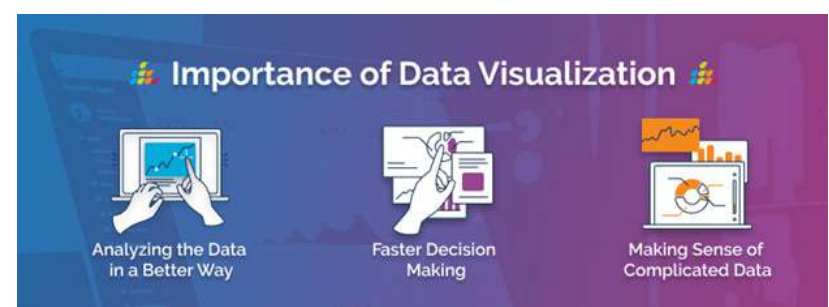 Importance of Data Visualization
Analyzing the Data
in a Better Way
Faster Decision
Making
Making Sense of
Complicated Data